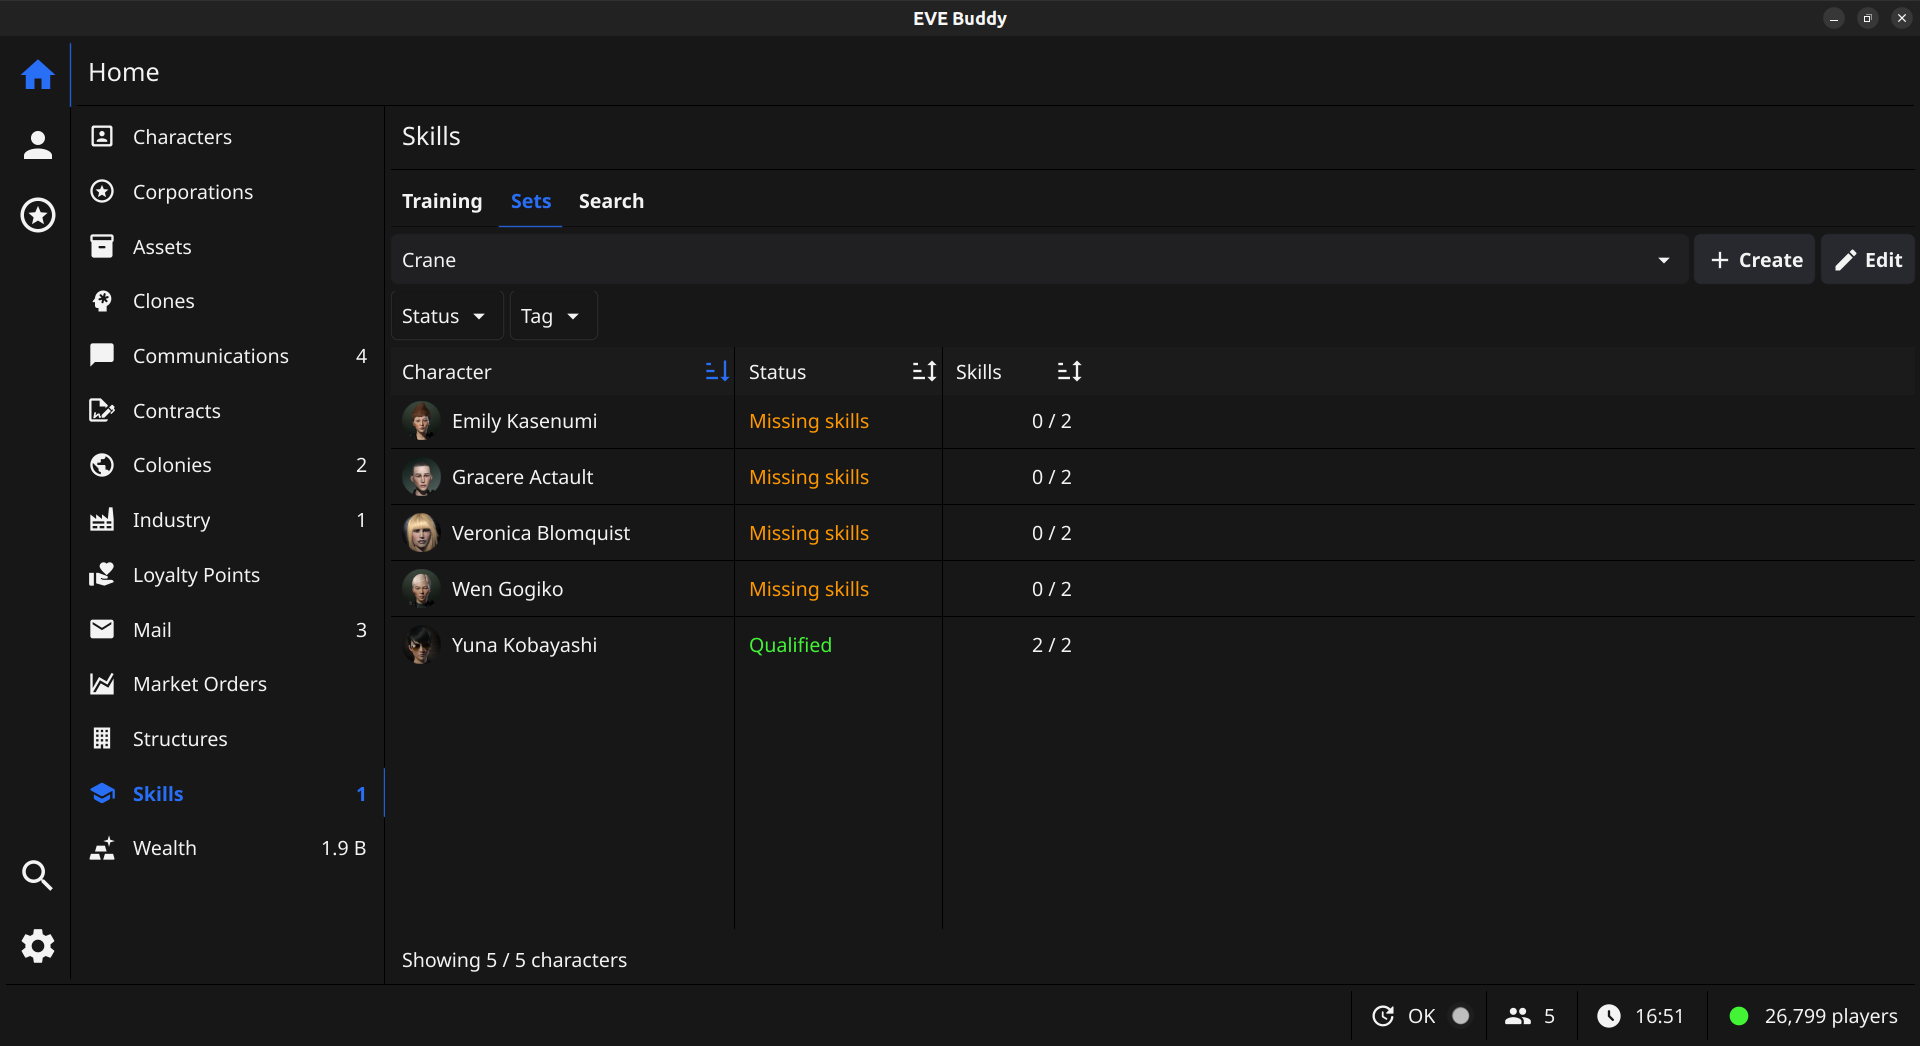 EVE Buddy
Home
Characters
Corporations
Assets
Clones
Communications 4
Contracts
Colonies 2
Industry 1
Loyalty Points
Mail 3
Market Orders
Structures
Skills 1
Wealth 1.9 B
Skills
Training Sets Search
Crane
Create Edit
Status Tag
Character Status Skills
Emily Kasenumi Missing skills 0 / 2
Gracere Actault Missing skills 0 / 2
Veronica Blomquist Missing skills 0 / 2
Wen Gogiko Missing skills 0 / 2
Yuna Kobayashi Qualified 2 / 2
Showing 5 / 5 characters
OK 5 16:51 26,799 players